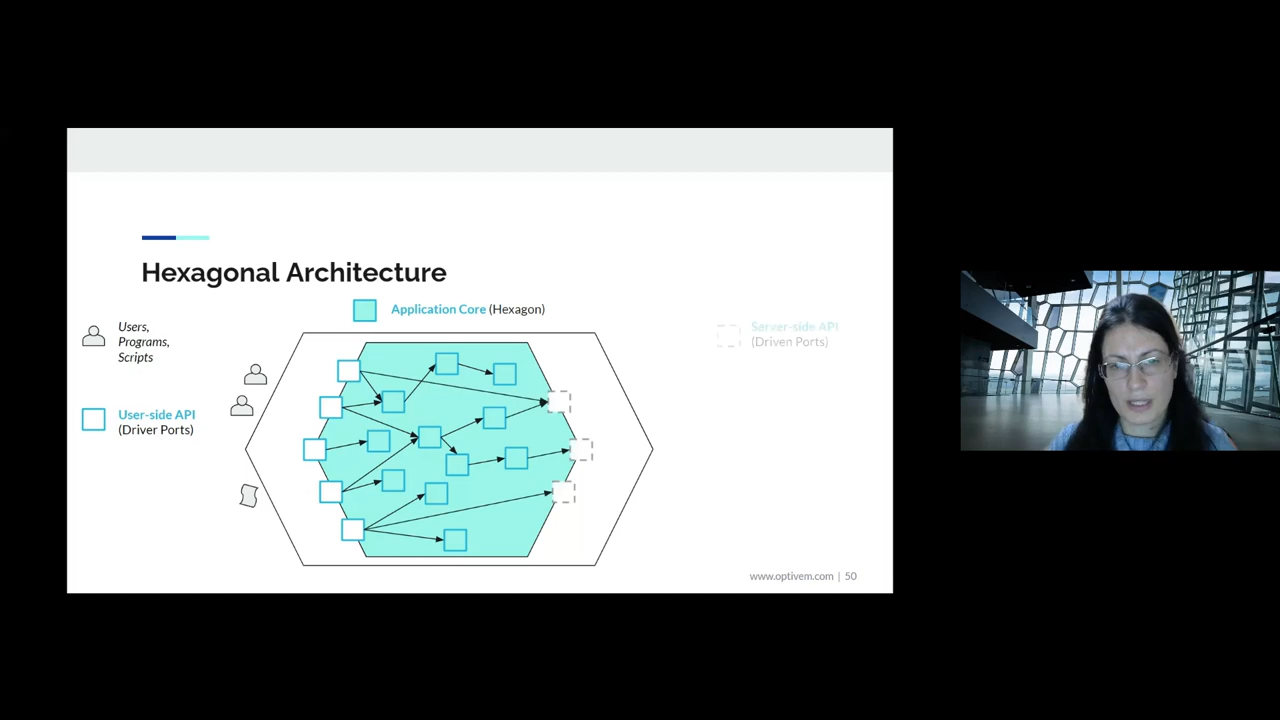 Hexagonal Architecture
Application Core (Hexagon)
Users,
Programs,
Scripts
User-side API
(Driver Ports)
Server-side API
(Driven Ports)
www.optivem.com | 50